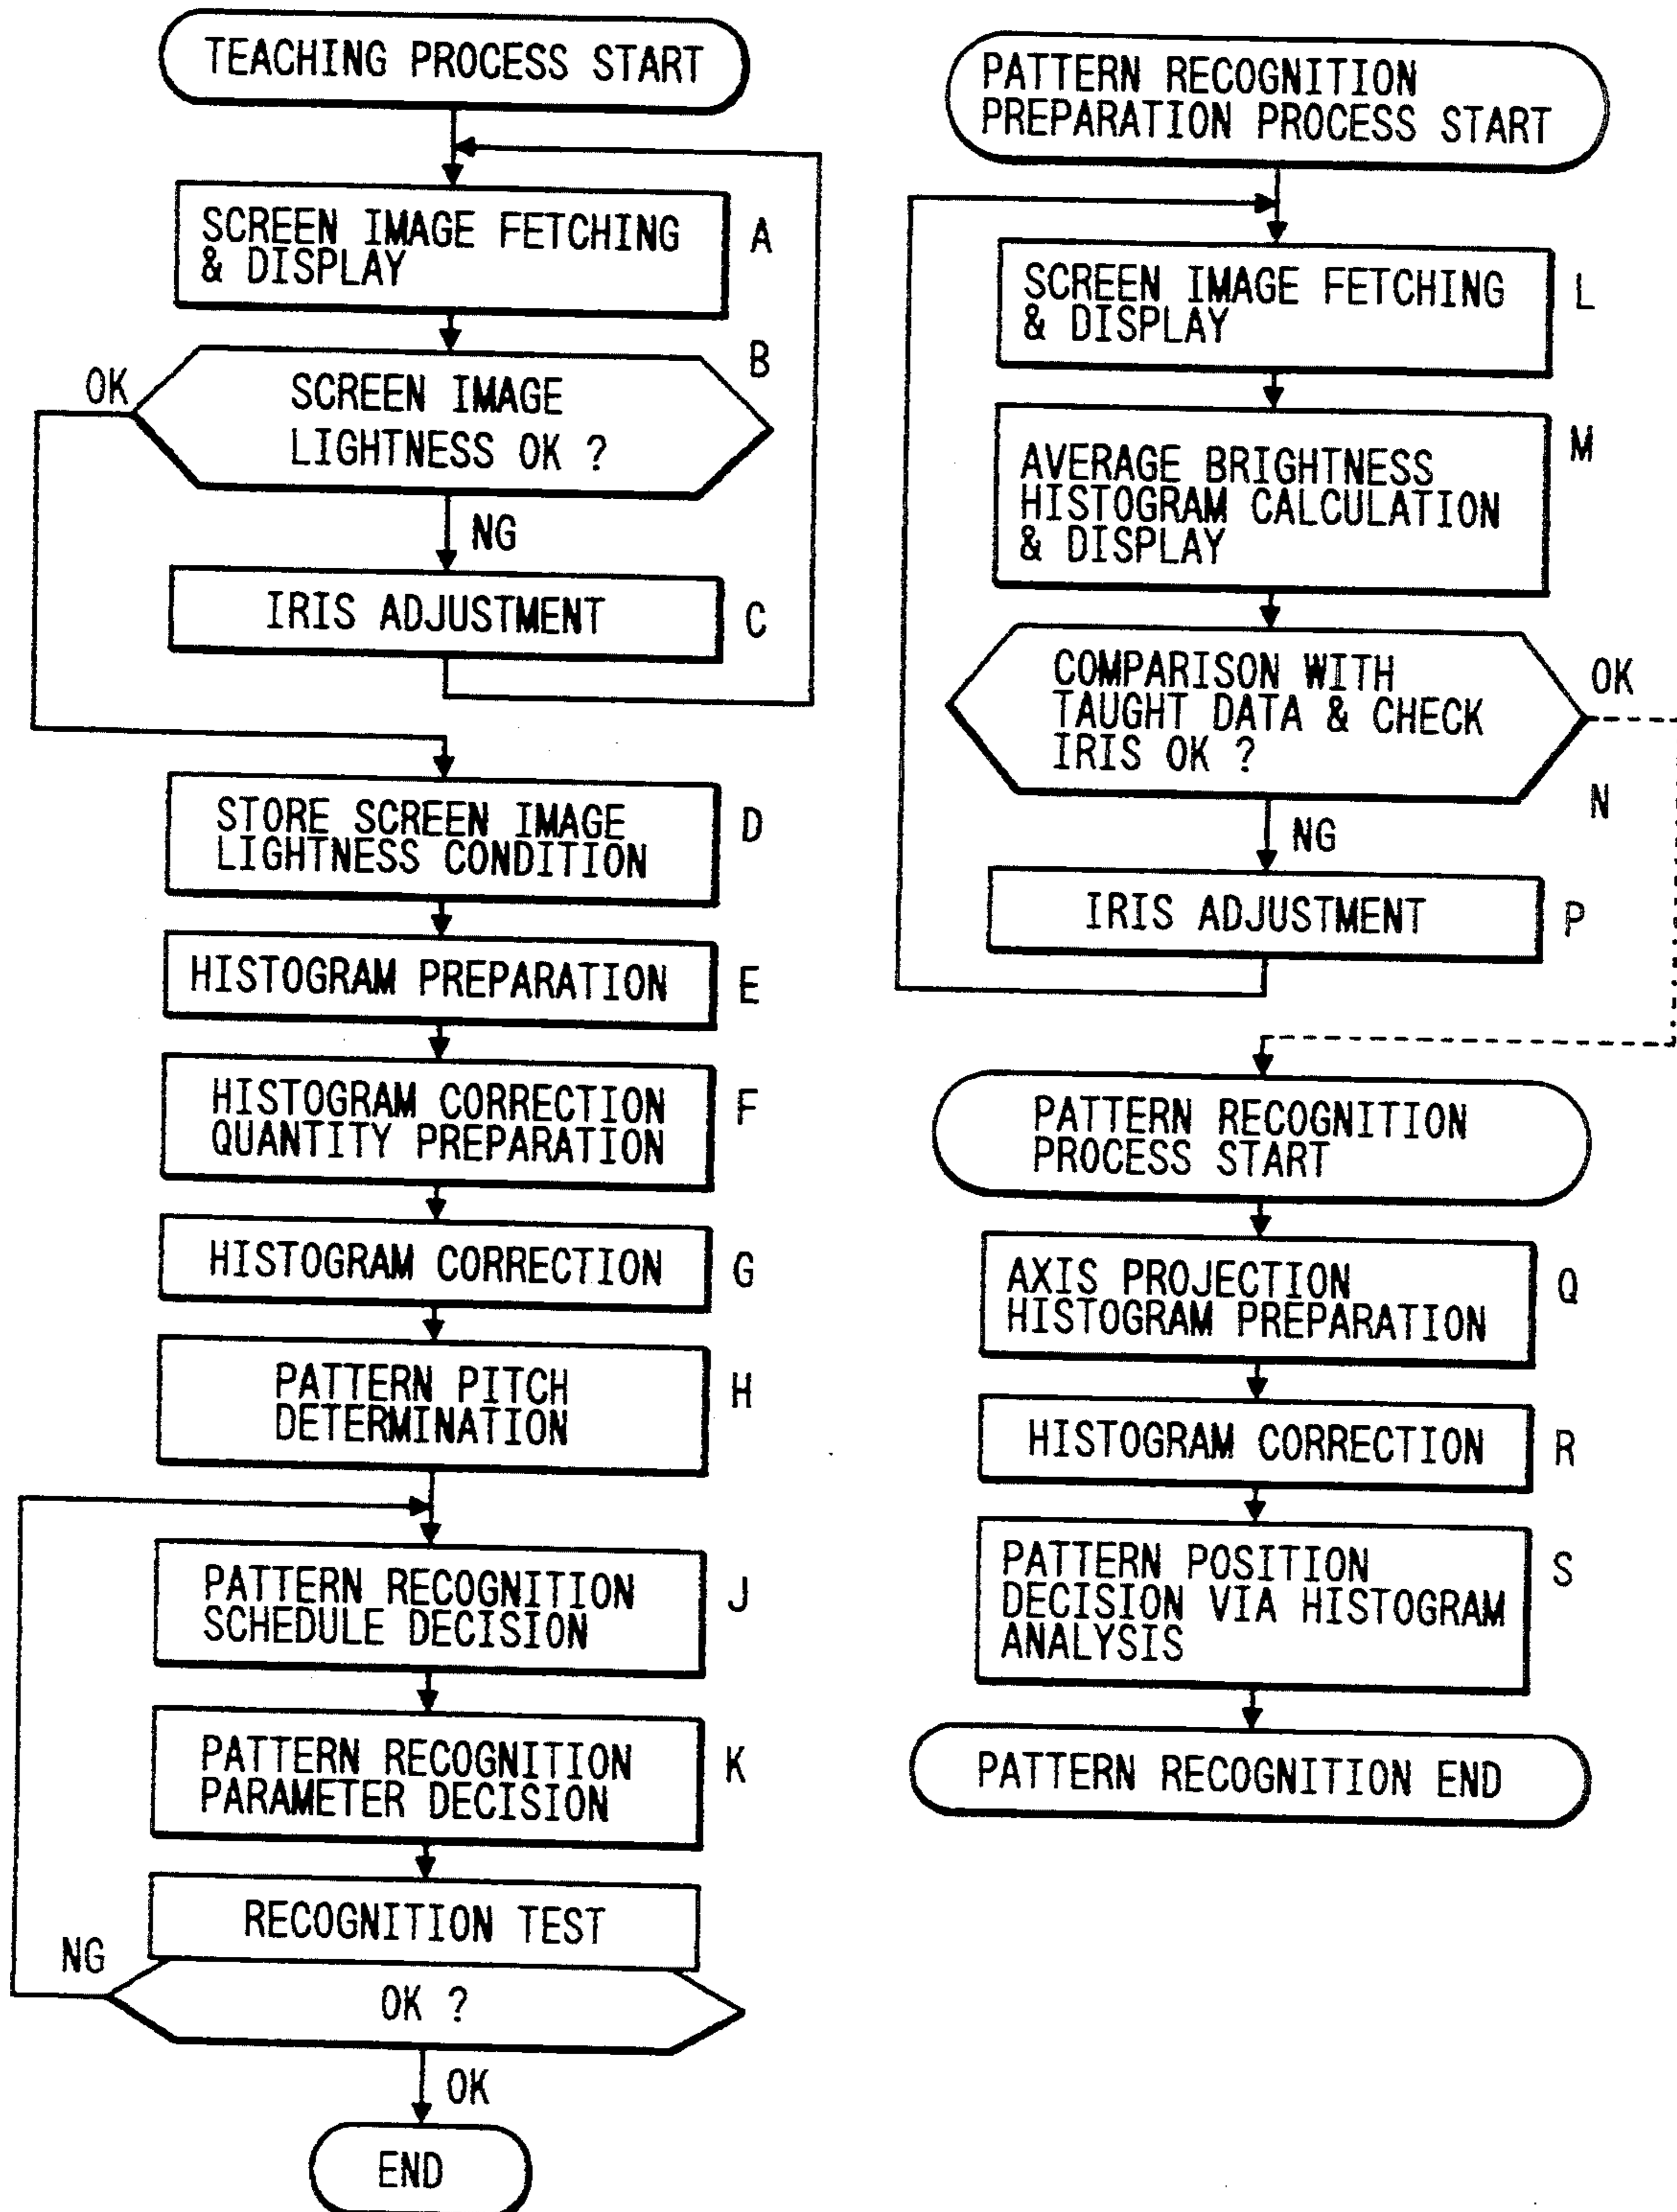 TEACHING PROCESS START
SCREEN IMAGE FETCHING
& DISPLAY
A
B
OK
SCREEN IMAGE
LIGHTNESS OK ?
NG
IRIS ADJUSTMENT
C
STORE SCREEN IMAGE
LIGHTNESS CONDITION
D
HISTOGRAM PREPARATION
E
HISTOGRAM CORRECTION
QUANTITY PREPARATION
F
HISTOGRAM CORRECTION
G
PATTERN PITCH
DETERMINATION
H
PATTERN RECOGNITION
SCHEDULE DECISION
J
PATTERN RECOGNITION
PARAMETER DECISION
K
RECOGNITION TEST
NG
OK ?
OK
END
PATTERN RECOGNITION
PREPARATION PROCESS START
SCREEN IMAGE FETCHING
& DISPLAY
L
AVERAGE BRIGHTNESS
HISTOGRAM CALCULATION
& DISPLAY
M
COMPARISON WITH
TAUGHT DATA & CHECK
IRIS OK ?
OK
N
NG
IRIS ADJUSTMENT
P
PATTERN RECOGNITION
PROCESS START
AXIS PROJECTION
HISTOGRAM PREPARATION
Q
HISTOGRAM CORRECTION
R
PATTERN POSITION
DECISION VIA HISTOGRAM
ANALYSIS
S
PATTERN RECOGNITION END